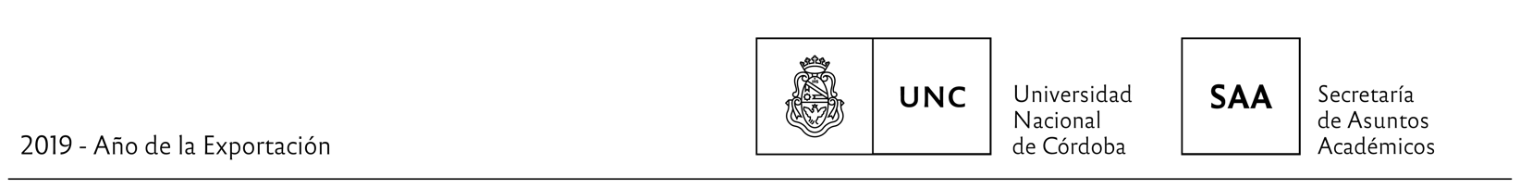 2019 - Año de la Exportación
UNC
Universidad
Nacional
de Córdoba
SAA
Secretaría
de Asuntos
Académicos